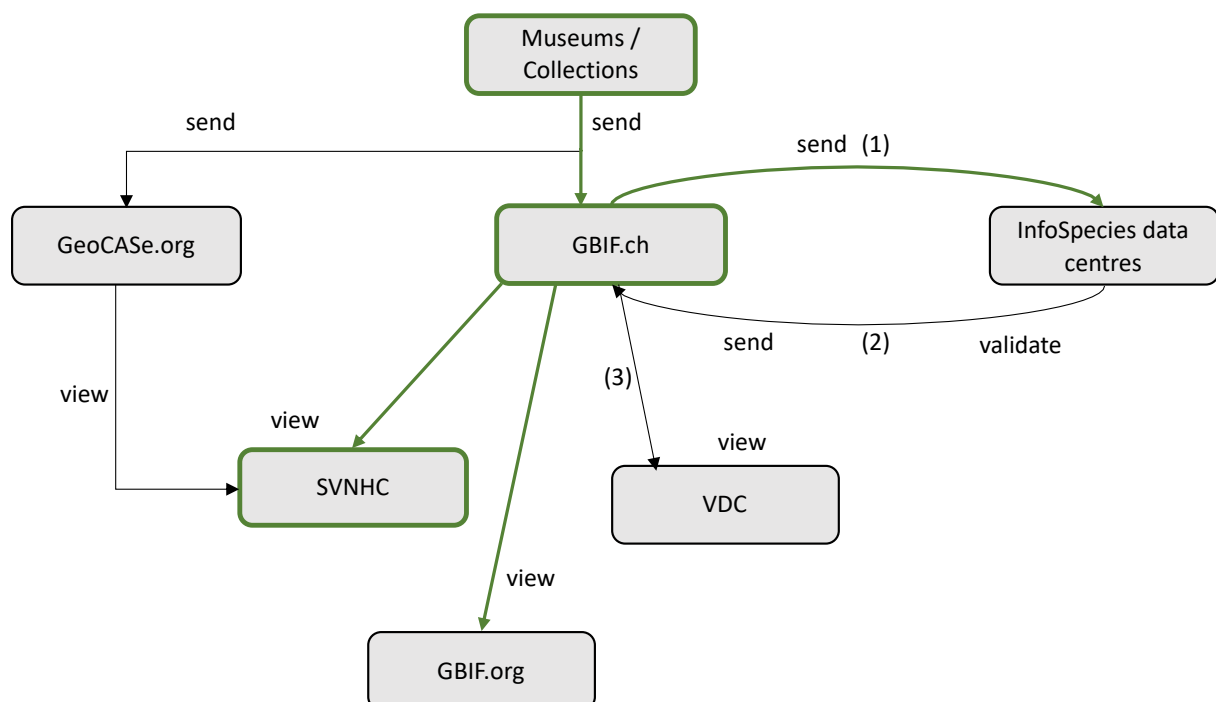 Museums /
Collections
send
send
send (1)
GeoCASe.org
GBIF.ch
InfoSpecies data
centres
send
(2)
validate
(3)
view
view
view
SVNHC
VDC
view
GBIF.org